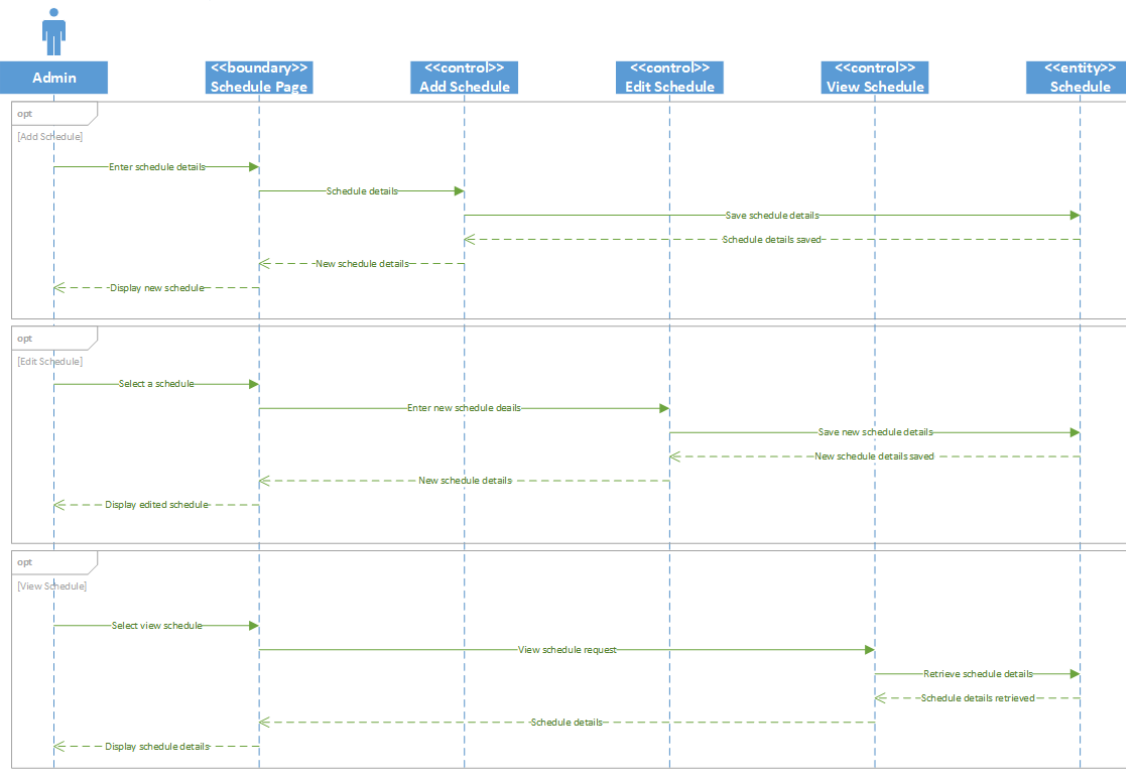 Admin
<<boundary>>
Schedule Page
<<control>>
Add Schedule
<<control>>
Edit Schedule
<<control>>
View Schedule
<<entity>>
Schedule
opt
[Add Schedule]
Enter schedule details
Schedule details
Save schedule details
Schedule details saved
New schedule details
Display new schedule
opt
[Edit Schedule]
Select a schedule
Enter new schedule deails
Save new schedule details
New schedule details saved
New schedule details
Display edited schedule
opt
[View Schedule]
Select view schedule
View schedule request
Retrieve schedule details
Schedule details retrieved
Schedule details
Display schedule details